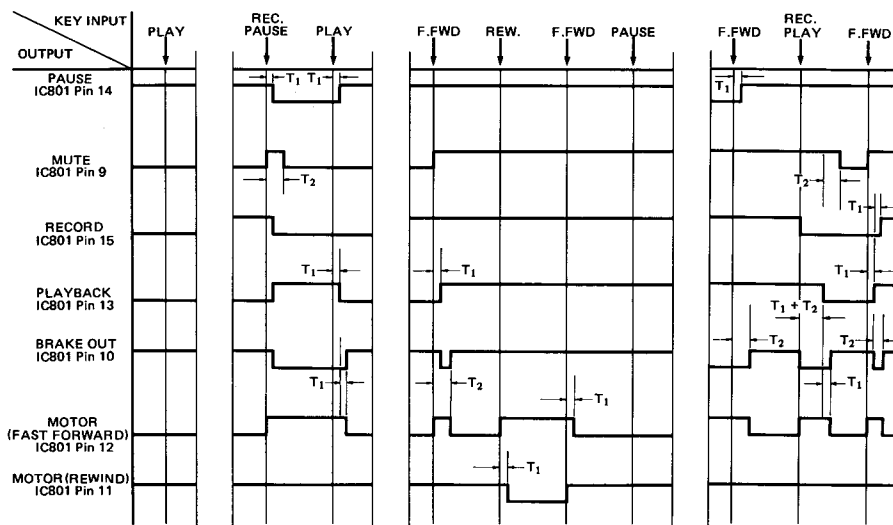 KEY INPUT
OUTPUT
PLAY
REC.
PAUSE
PLAY
F.FWD
REW.
F.FWD
PAUSE
F.FWD
REC.
PLAY
F.FWD
PAUSE
IC801 Pin 14
T1
T1
T1
MUTE
IC801 Pin 9
T2
T2
RECORD
IC801 Pin 15
T1
PLAYBACK
IC801 Pin 13
T1
T1
T1
T1 + T2
BRAKE OUT
IC801 Pin 10
T2
T2
T1
T2
T1
MOTOR
(FAST FORWARD)
IC801 Pin 12
T1
MOTOR (REWIND)
IC801 Pin 11
T1